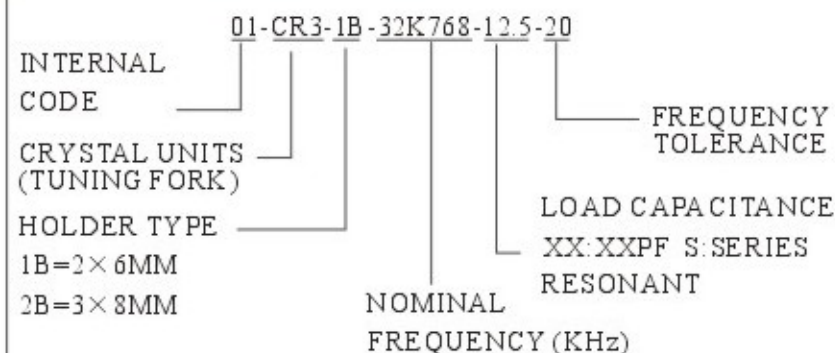 01-CR3-1B-32K768-12.5-20
INTERNAL
CODE
CRYSTAL UNITS
(TUNING FORK)
HOLDER TYPE
1B=2×6MM
2B=3×8MM
NOMINAL
FREQUENCY (KHz)
LOAD CAPACITANCE
XX:XXPF S:SERIES
RESONANT
FREQUENCY
TOLERANCE